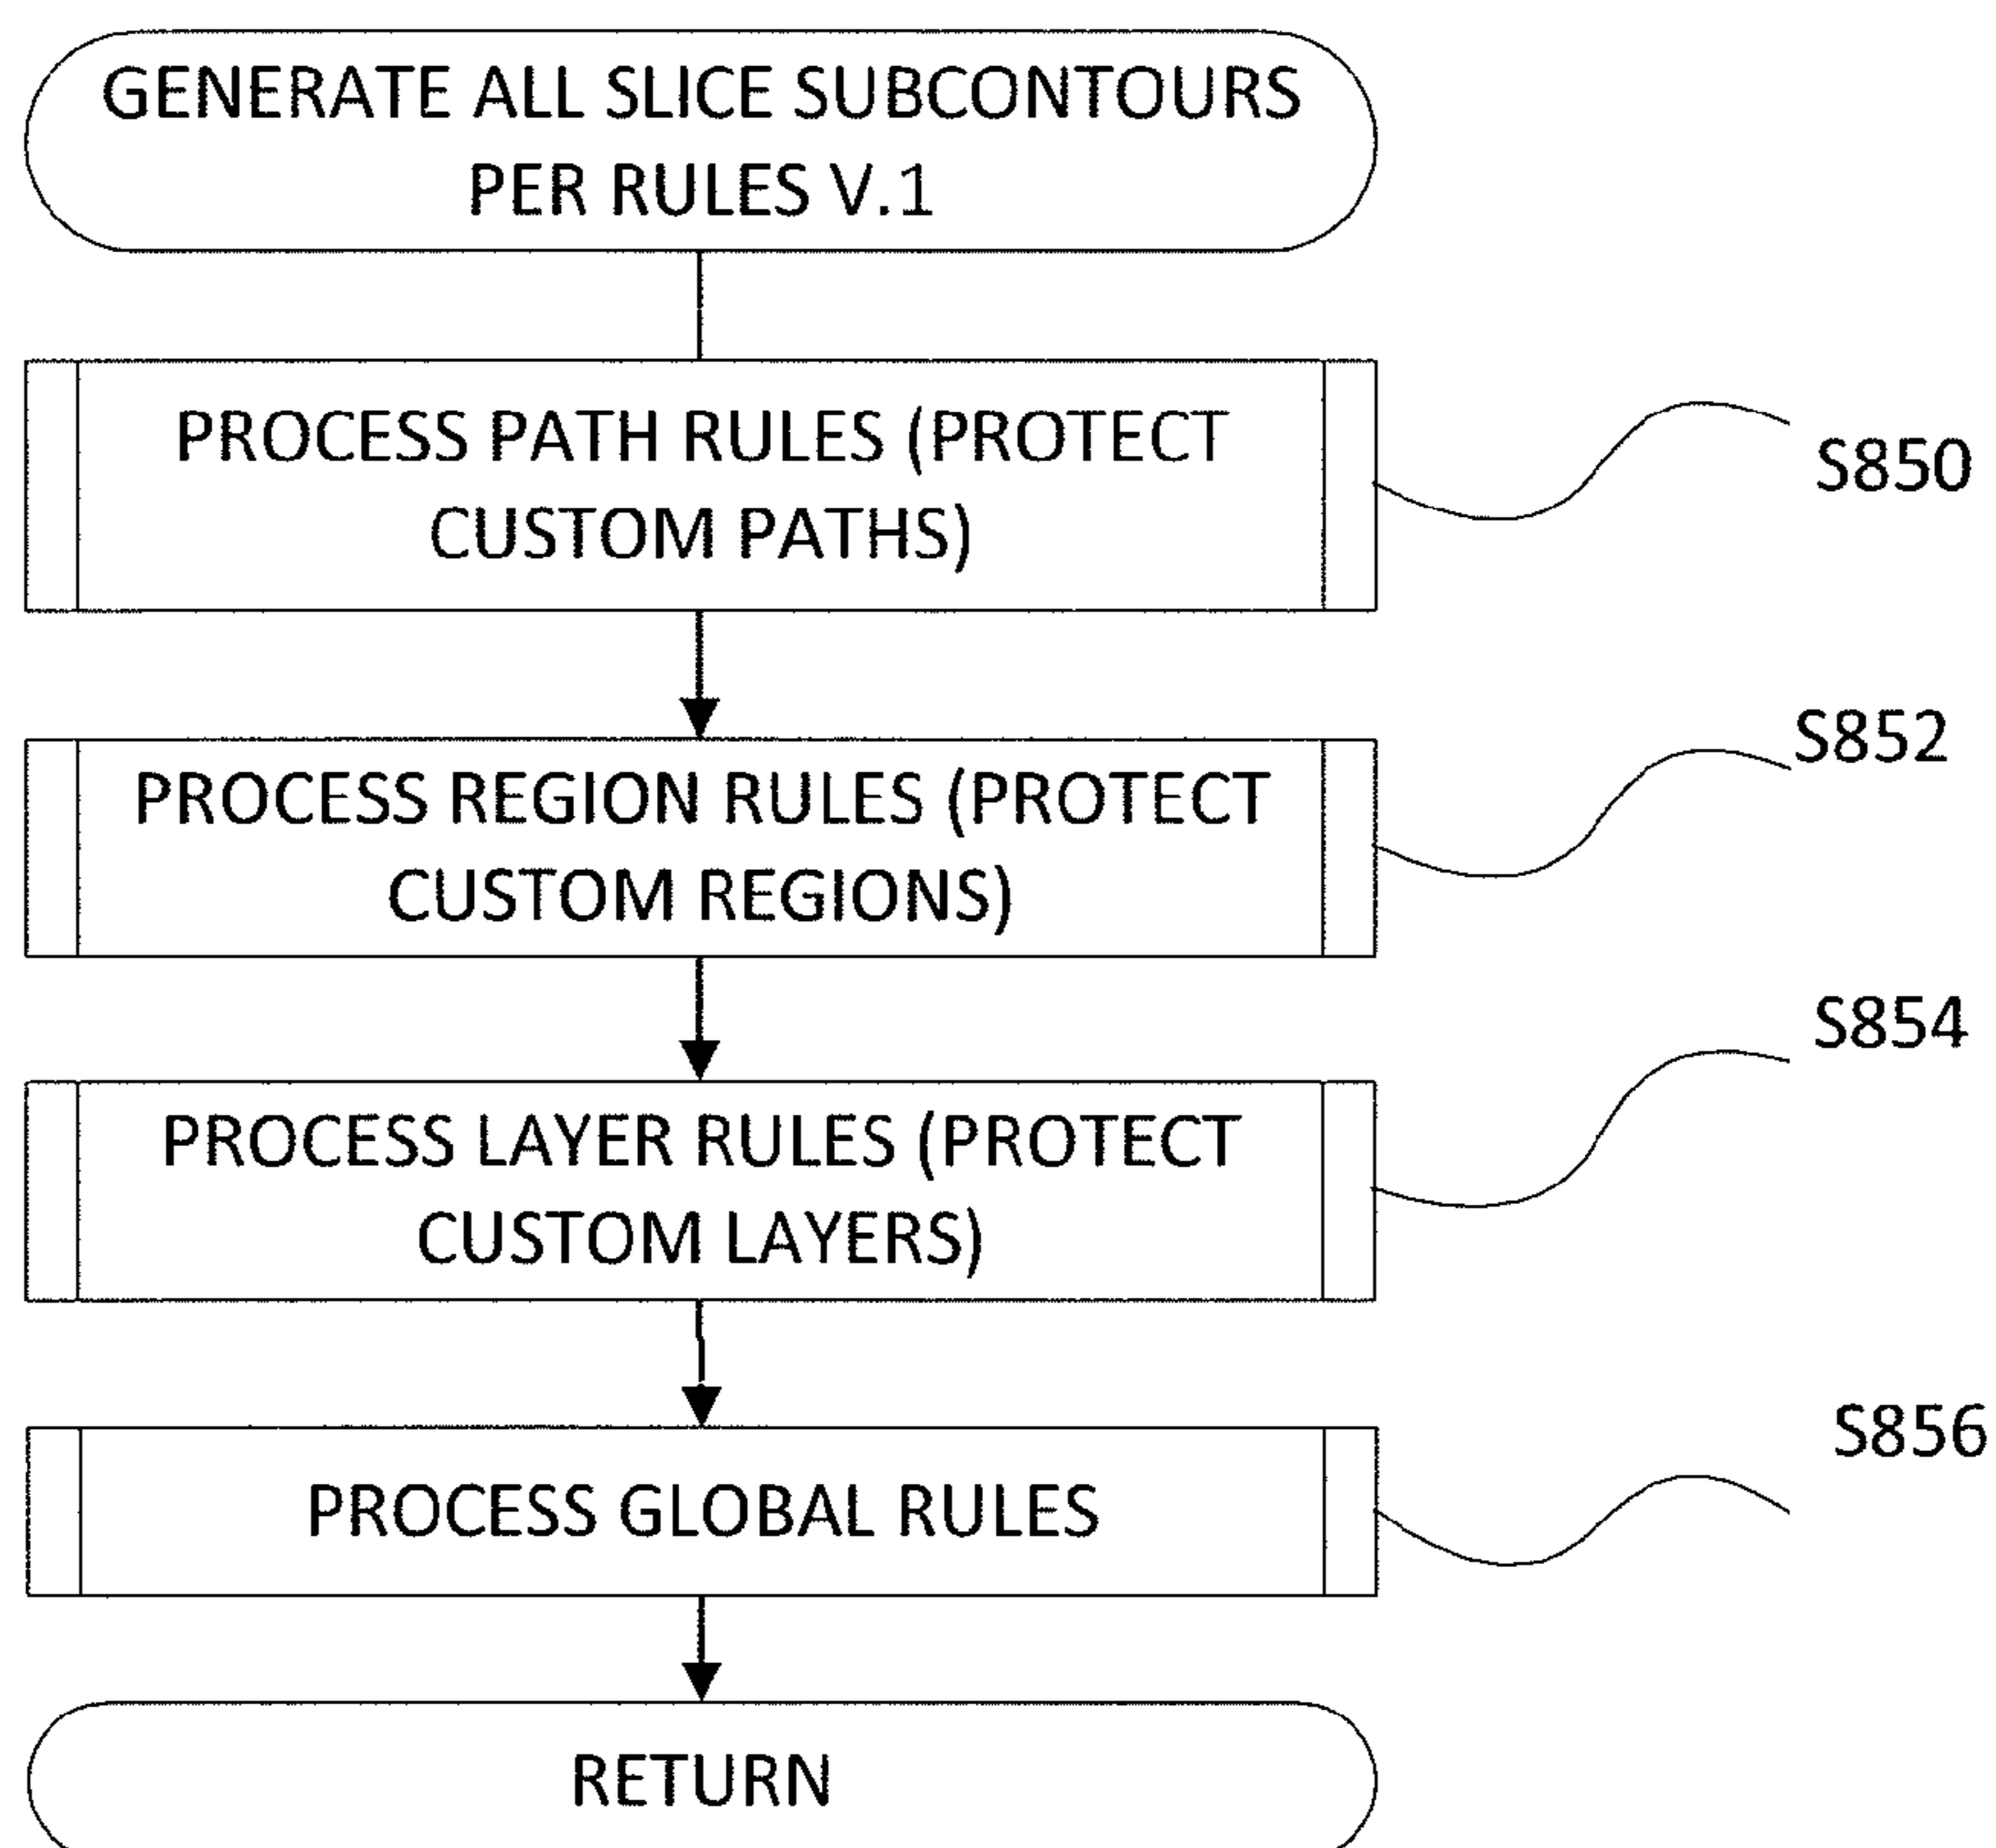 GENERATE ALL SLICE SUBCONTOURS
PER RULES V.1
PROCESS PATH RULES (PROTECT
CUSTOM PATHS)
S850
PROCESS REGION RULES (PROTECT
CUSTOM REGIONS)
S852
PROCESS LAYER RULES (PROTECT
CUSTOM LAYERS)
S854
PROCESS GLOBAL RULES
S856
RETURN